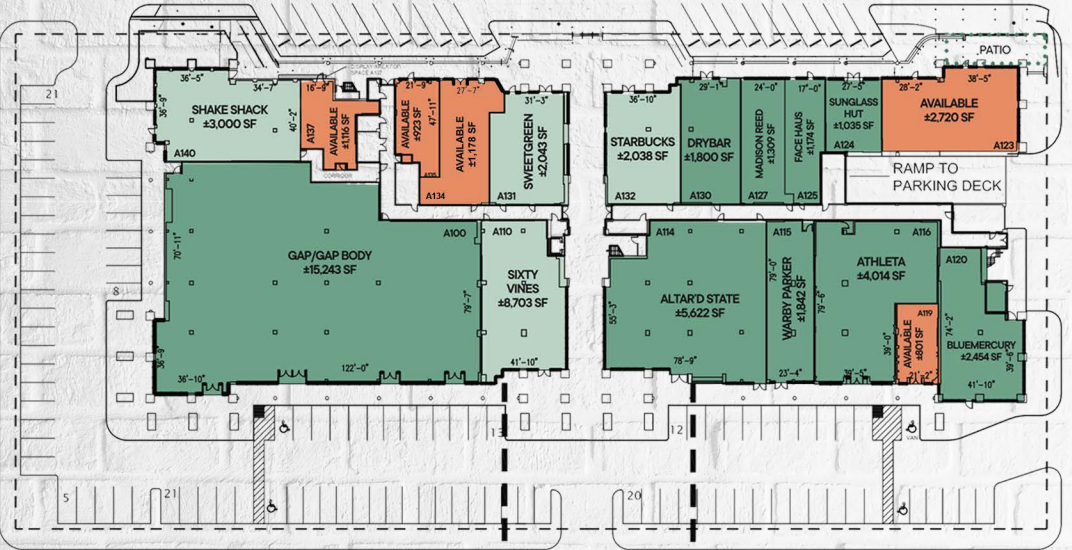 PATIO
21
36'-5"
34'-7"
36'-9"
SHAKE SHACK
±3,000 SF
40'-2"
A140
16'-9"
A137
AVAILABLE
±1,116 SF
CORRIDOR
21'-9"
AVAILABLE
±923 SF
47'-11"
27'-7"
AVAILABLE
±1,178 SF
A134
31'-3"
SWEETGREEN
±2,043 SF
A131
36'-10"
STARBUCKS
±2,038 SF
A132
29'-1"
DRYBAR
±1,800 SF
A130
24'-0"
MADISON REED
±1,309 SF
A127
17'-0"
FACE HAUS
±1,174 SF
A125
27'-5"
SUNGLASS
HUT
±1,035 SF
A124
28'-2"
38'-5"
AVAILABLE
±2,720 SF
A123
RAMP TO
PARKING DECK
70'-11"
GAP/GAP BODY
±15,243 SF
A100
79'-7"
36'-9"
36'-10"
122'-0"
8
A110
SIXTY
VINES
±8,703 SF
41'-10"
A114
55'-3"
ALTAR'D STATE
±5,622 SF
78'-9"
A115
79'-0"
WARBY PARKER
±1,842 SF
23'-4"
A116
79'-6"
ATHLETA
±4,014 SF
39'-0"
A119
AVAILABLE
±801 SF
21'-2"
A120
74'-2"
BLUEMERCURY
±2,454 SF
39'-6"
41'-10"
13
12
VAN
5
21
20